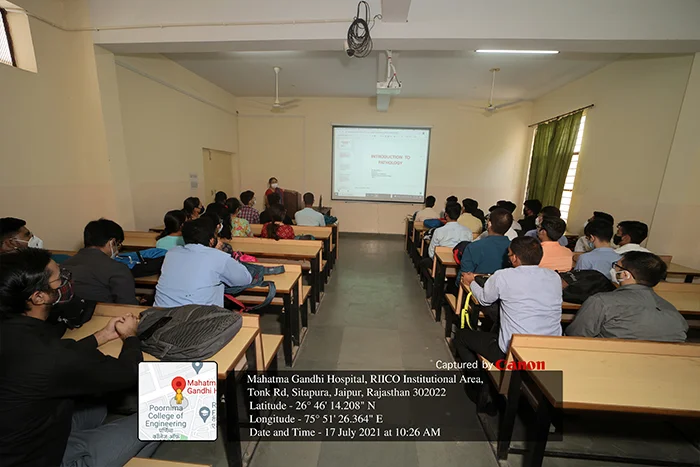 INTRODUCTION TO
PATHOLOGY
Captured by Canon
Mahatma Gandhi Hospital, RIICO Institutional Area,
Tonk Rd, Sitapura, Jaipur, Rajasthan 302022
Latitude - 26° 46' 14.208" N
Longitude - 75° 51' 26.364" E
Date and Time - 17 July 2021 at 10:26 AM
Mahatma
Gandhi H
Poornima
College of
Engineering